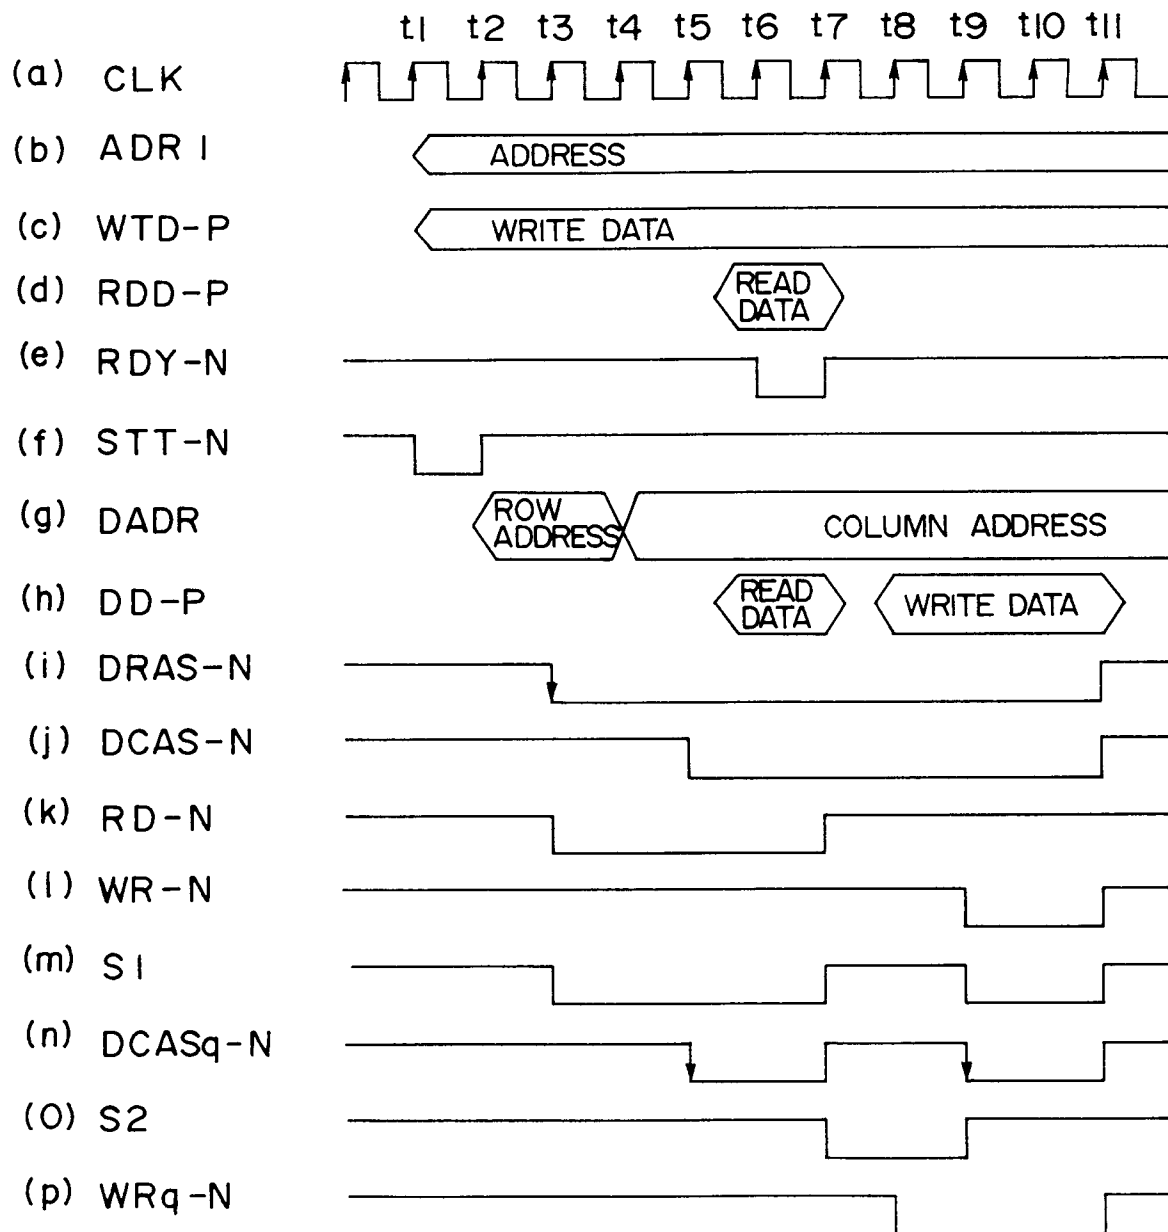 t1 t2 t3 t4 t5 t6 t7 t8 t9 t10 t11
(a) CLK
(b) ADR 1
ADDRESS
(c) WTD-P
WRITE DATA
(d) RDD-P
READ
DATA
(e) RDY-N
(f) STT-N
(g) DADR
ROW
ADDRESS
COLUMN ADDRESS
(h) DD-P
READ
DATA
WRITE DATA
(i) DRAS-N
(j) DCAS-N
(k) RD-N
(l) WR-N
(m) S1
(n) DCASq-N
(O) S2
(p) WRq-N